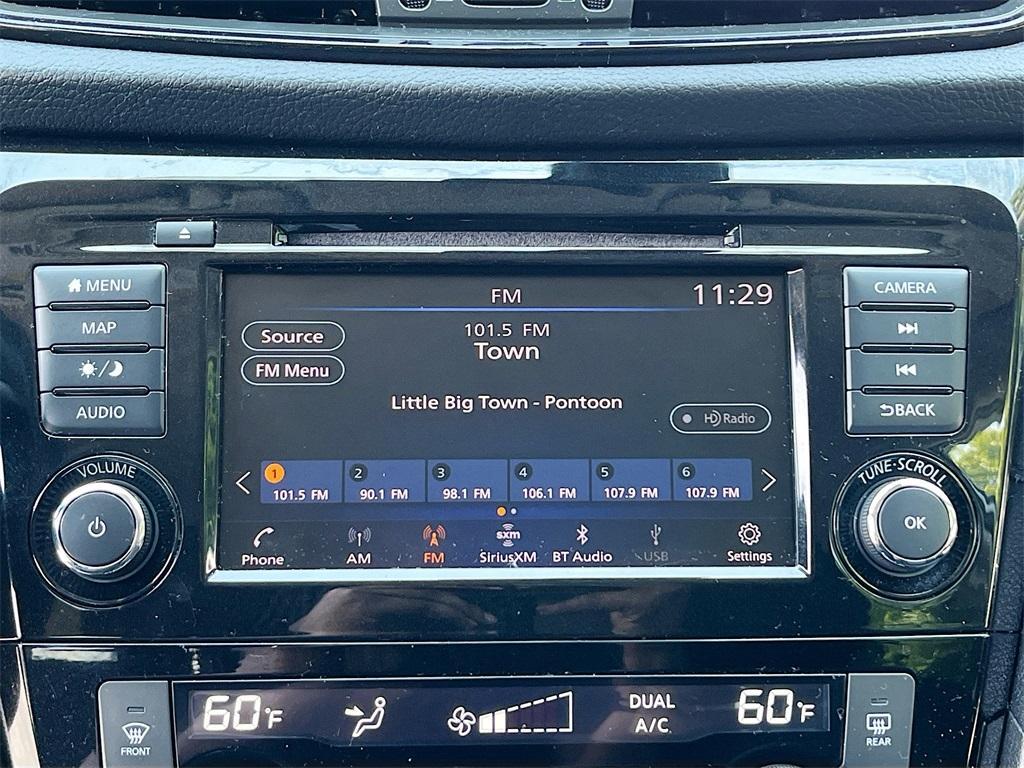 FM
11:29
MENU
MAP
AUDIO
CAMERA
BACK
101.5 FM
Town
Source
FM Menu
Little Big Town - Pontoon
HD Radio
1 2 3 4 5 6
101.5 FM 90.1 FM 98.1 FM 106.1 FM 107.9 FM 107.9 FM
VOLUME
TUNE·SCROLL
OK
sxm
Phone AM FM SiriusXM BT Audio USB Settings
60°F
DUAL
A/C
60°F
FRONT
REAR